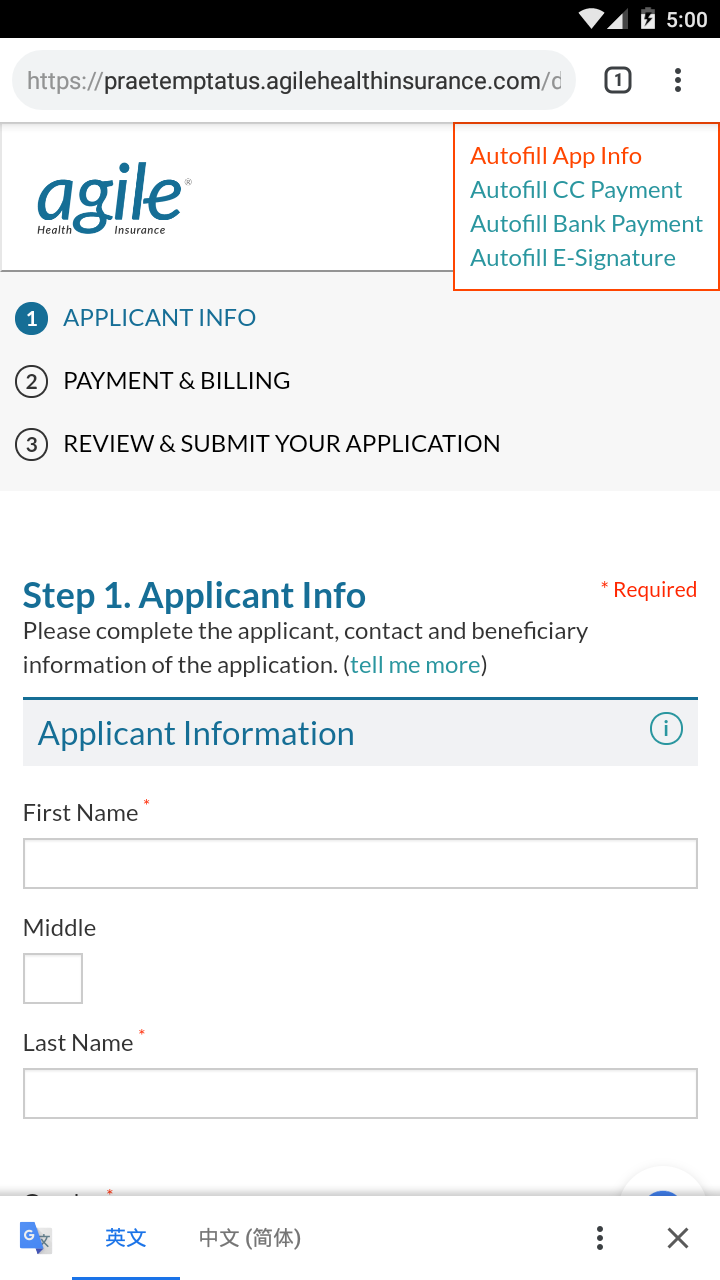 5:00
https://praetemptatus.agilehealthinsurance.com/d
1
agile®
Health Insurance
Autofill App Info
Autofill CC Payment
Autofill Bank Payment
Autofill E-Signature
1 APPLICANT INFO
2 PAYMENT & BILLING
3 REVIEW & SUBMIT YOUR APPLICATION
Step 1. Applicant Info
* Required
Please complete the applicant, contact and beneficiary
information of the application. (tell me more)
Applicant Information
i
First Name *
Middle
Last Name *
G 文
英文
中文 (简体)